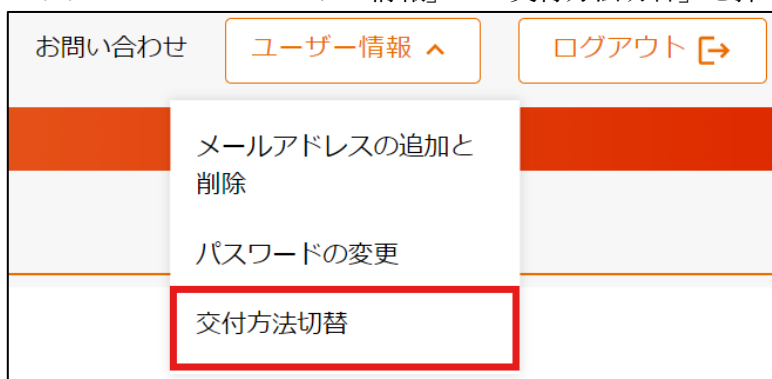 お問い合わせ
ユーザー情報
ログアウト
メールアドレスの追加と
削除
パスワードの変更
交付方法切替